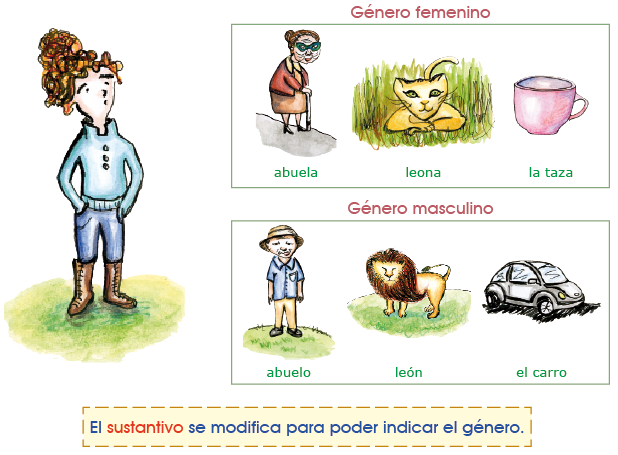 Género femenino
abuela leona la taza
Género masculino
abuelo león el carro
El sustantivo se modifica para poder indicar el género.